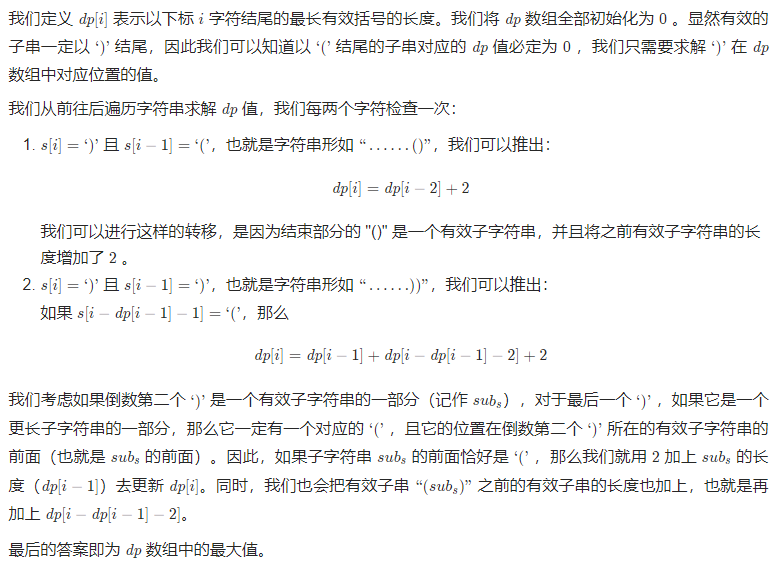 我们定义 dp[i] 表示以下标 i 字符结尾的最长有效括号的长度。我们将 dp 数组全部初始化为 0 。显然有效的
子串一定以 ‘)’ 结尾，因此我们可以知道以 ‘(’ 结尾的子串对应的 dp 值必定为 0 ，我们只需要求解 ‘)’ 在 dp
数组中对应位置的值。
我们从前往后遍历字符串求解 dp 值，我们每两个字符检查一次：
1. s[i] = ‘)’ 且 s[i − 1] = ‘(’，也就是字符串形如 “……()”，我们可以推出：
dp[i] = dp[i − 2] + 2
我们可以进行这样的转移，是因为结束部分的 "()" 是一个有效子字符串，并且将之前有效子字符串的长
度增加了 2 。
2. s[i] = ‘)’ 且 s[i − 1] = ‘)’，也就是字符串形如 “……))”，我们可以推出：
如果 s[i − dp[i − 1] − 1] = ‘(’，那么
dp[i] = dp[i − 1] + dp[i − dp[i − 1] − 2] + 2
我们考虑如果倒数第二个 ‘)’ 是一个有效子字符串的一部分（记作 subₛ），对于最后一个 ‘)’ ，如果它是一个
更长子字符串的一部分，那么它一定有一个对应的 ‘(’ ，且它的位置在倒数第二个 ‘)’ 所在的有效子字符串的
前面（也就是 subₛ 的前面）。因此，如果子字符串 subₛ 的前面恰好是 ‘(’ ，那么我们就用 2 加上 subₛ 的长
度（dp[i − 1]）去更新 dp[i]。同时，我们也会把有效子串 “(subₛ)” 之前的有效子串的长度也加上，也就是再
加上 dp[i − dp[i − 1] − 2]。
最后的答案即为 dp 数组中的最大值。